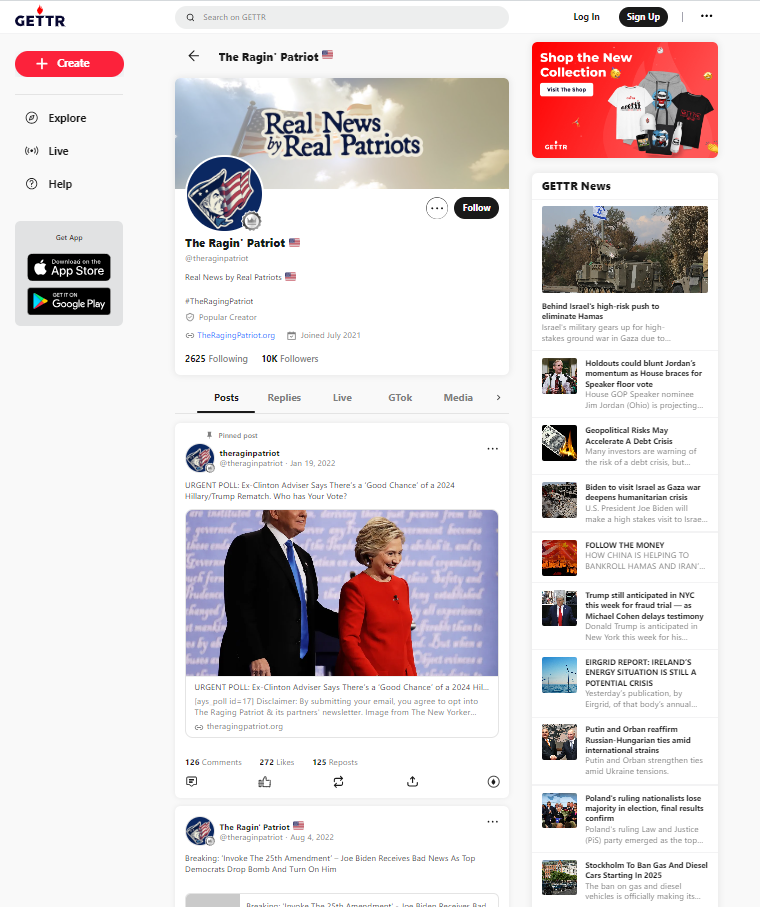 GETTR
Search on GETTR
Log In
Sign Up
Create
Explore
Live
Help
Get App
Download on the
App Store
GET IT ON
Google Play
The Ragin' Patriot
Real News
by Real Patriots
Follow
The Ragin' Patriot
@theraginpatriot
Real News by Real Patriots
#TheRagingPatriot
Popular Creator
TheRagingPatriot.org
Joined July 2021
2625 Following
10K Followers
Posts
Replies
Live
GTok
Media
Pinned post
theraginpatriot
@theraginpatriot · Jan 19, 2022
URGENT POLL: Ex-Clinton Adviser Says There's a 'Good Chance' of a 2024
Hillary/Trump Rematch. Who has Your Vote?
URGENT POLL: Ex-Clinton Adviser Says There's a 'Good Chance' of a 2024 Hil...
[ays_poll id=17] Disclaimer: By submitting your email, you agree to opt into
The Raging Patriot & its partners' newsletter. Image from The New Yorker...
theragingpatriot.org
126 Comments
272 Likes
125 Reposts
The Ragin' Patriot
@theraginpatriot · Aug 4, 2022
Breaking: 'Invoke The 25th Amendment' – Joe Biden Receives Bad News As Top
Democrats Drop Bomb And Turn On Him
Breaking: 'Invoke The 25th Amendment' - Joe Biden Receives Bad
Shop the New
Collection
Visit The Shop
GETTR
GETTR News
Behind Israel's high-risk push to
eliminate Hamas
Israel's military gears up for high-
stakes ground war in Gaza due to...
Holdouts could blunt Jordan's
momentum as House braces for
Speaker floor vote
House GOP Speaker nominee
Jim Jordan (Ohio) is projecting...
Geopolitical Risks May
Accelerate A Debt Crisis
Many investors are warning of
the risk of a debt crisis, but...
Biden to visit Israel as Gaza war
deepens humanitarian crisis
U.S. President Joe Biden will
make a high stakes visit to Israe...
FOLLOW THE MONEY
HOW CHINA IS HELPING TO
BANKROLL HAMAS AND IRAN'...
Trump still anticipated in NYC
this week for fraud trial — as
Michael Cohen delays testimony
Donald Trump is anticipated in
New York this week for his...
EIRGRID REPORT: IRELAND'S
ENERGY SITUATION IS STILL A
POTENTIAL CRISIS
Yesterday's publication, by
Eirgrid, of that body's annual...
Putin and Orban reaffirm
Russian-Hungarian ties amid
international strains
Putin and Orban strengthen ties
amid Ukraine tensions.
Poland's ruling nationalists lose
majority in election, final results
confirm
Poland's ruling Law and Justice
(PiS) party emerged as the top...
Stockholm To Ban Gas And Diesel
Cars Starting In 2025
The ban on gas and diesel
vehicles is officially making its...